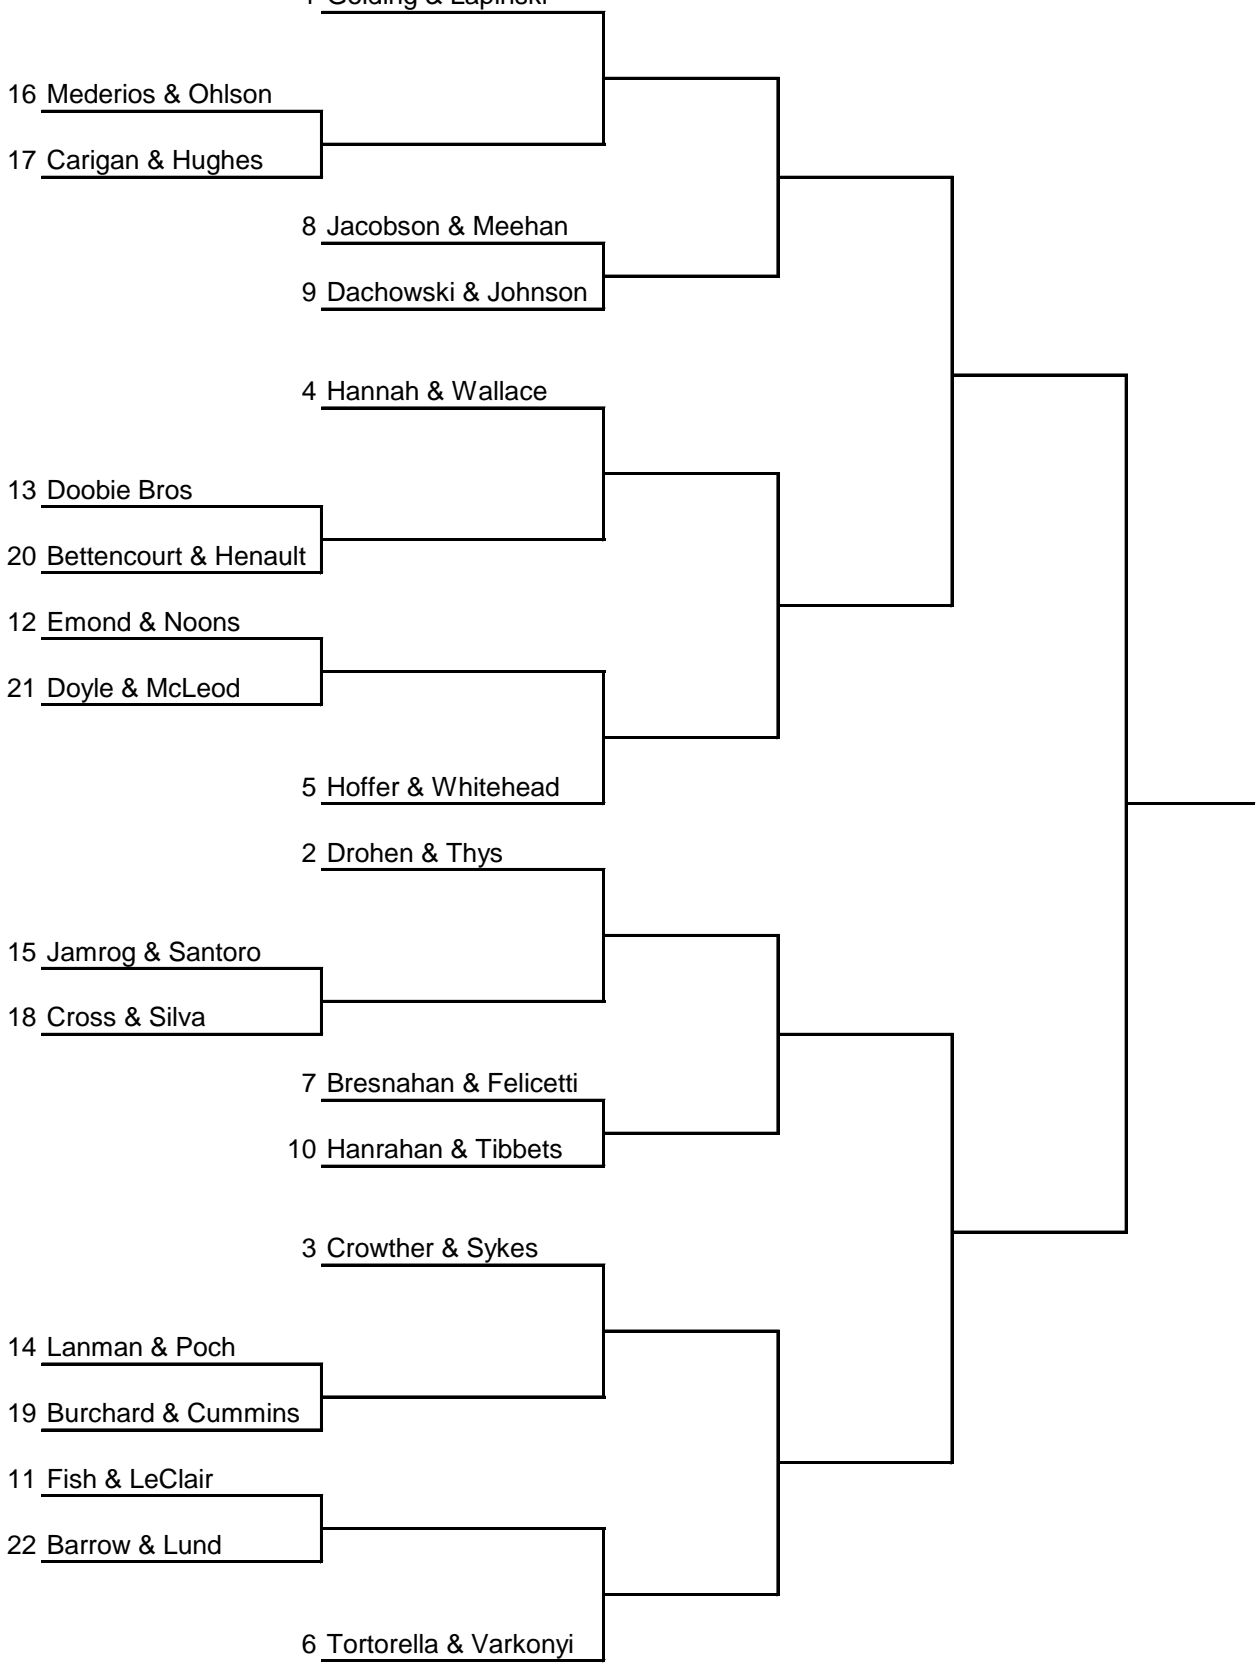 Golding & Lapinski
16 Mederios & Ohlson
17 Carigan & Hughes
8 Jacobson & Meehan
9 Dachowski & Johnson
4 Hannah & Wallace
13 Doobie Bros
20 Bettencourt & Henault
12 Emond & Noons
21 Doyle & McLeod
5 Hoffer & Whitehead
2 Drohen & Thys
15 Jamrog & Santoro
18 Cross & Silva
7 Bresnahan & Felicetti
10 Hanrahan & Tibbets
3 Crowther & Sykes
14 Lanman & Poch
19 Burchard & Cummins
11 Fish & LeClair
22 Barrow & Lund
6 Tortorella & Varkonyi